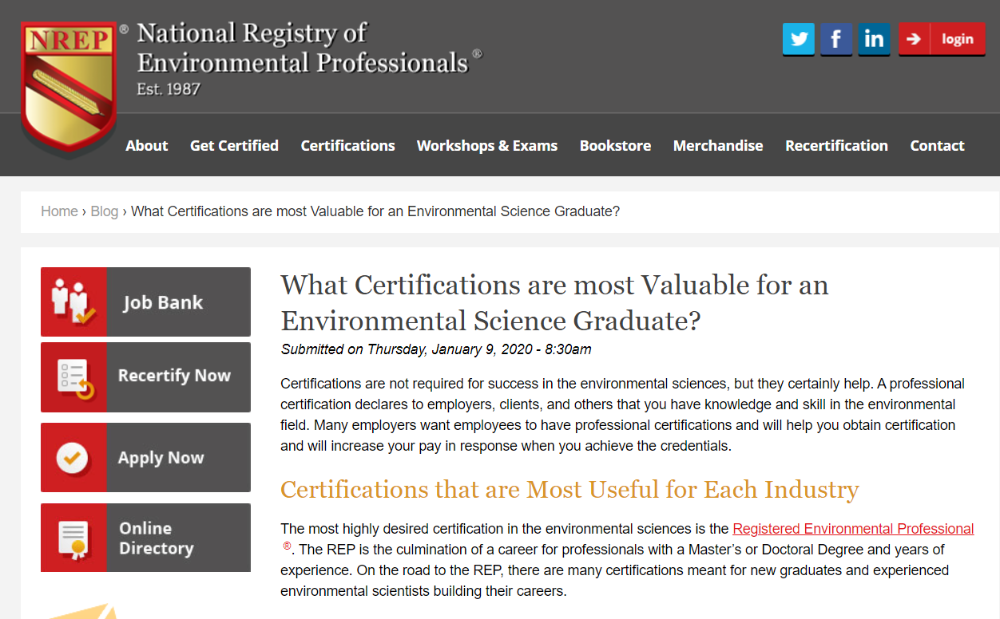 NREP ®
National Registry of
Environmental Professionals®
Est. 1987
f
in
login
About Get Certified Certifications Workshops & Exams Bookstore Merchandise Recertification Contact
Home › Blog › What Certifications are most Valuable for an Environmental Science Graduate?
Job Bank
Recertify Now
Apply Now
Online
Directory
What Certifications are most Valuable for an
Environmental Science Graduate?
Submitted on Thursday, January 9, 2020 - 8:30am
Certifications are not required for success in the environmental sciences, but they certainly help. A professional
certification declares to employers, clients, and others that you have knowledge and skill in the environmental
field. Many employers want employees to have professional certifications and will help you obtain certification
and will increase your pay in response when you achieve the credentials.
Certifications that are Most Useful for Each Industry
The most highly desired certification in the environmental sciences is the Registered Environmental Professional
®. The REP is the culmination of a career for professionals with a Master’s or Doctoral Degree and years of
experience. On the road to the REP, there are many certifications meant for new graduates and experienced
environmental scientists building their careers.